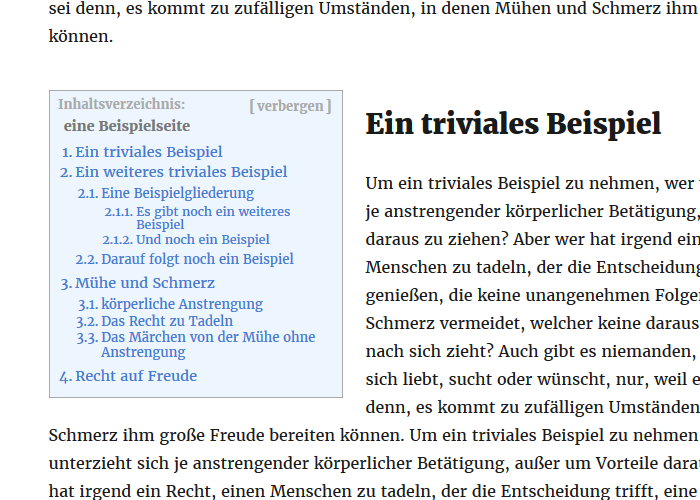 sei denn, es kommt zu zufälligen Umständen, in denen Mühen und Schmerz ihm
können.
Inhaltsverzeichnis: [ verbergen ]
eine Beispielseite
1. Ein triviales Beispiel
2. Ein weiteres triviales Beispiel
2.1. Eine Beispielgliederung
2.1.1. Es gibt noch ein weiteres
Beispiel
2.1.2. Und noch ein Beispiel
2.2. Darauf folgt noch ein Beispiel
3. Mühe und Schmerz
3.1. körperliche Anstrengung
3.2. Das Recht zu Tadeln
3.3. Das Märchen von der Mühe ohne
Anstrengung
4. Recht auf Freude
Ein triviales Beispiel
Um ein triviales Beispiel zu nehmen, wer
je anstrengender körperlicher Betätigung,
daraus zu ziehen? Aber wer hat irgend ein
Menschen zu tadeln, der die Entscheidung
genießen, die keine unangenehmen Folgen
Schmerz vermeidet, welcher keine daraus
nach sich zieht? Auch gibt es niemanden,
sich liebt, sucht oder wünscht, nur, weil e
denn, es kommt zu zufälligen Umständen
Schmerz ihm große Freude bereiten können. Um ein triviales Beispiel zu nehmen
unterzieht sich je anstrengender körperlicher Betätigung, außer um Vorteile dara
hat irgend ein Recht, einen Menschen zu tadeln, der die Entscheidung trifft, eine